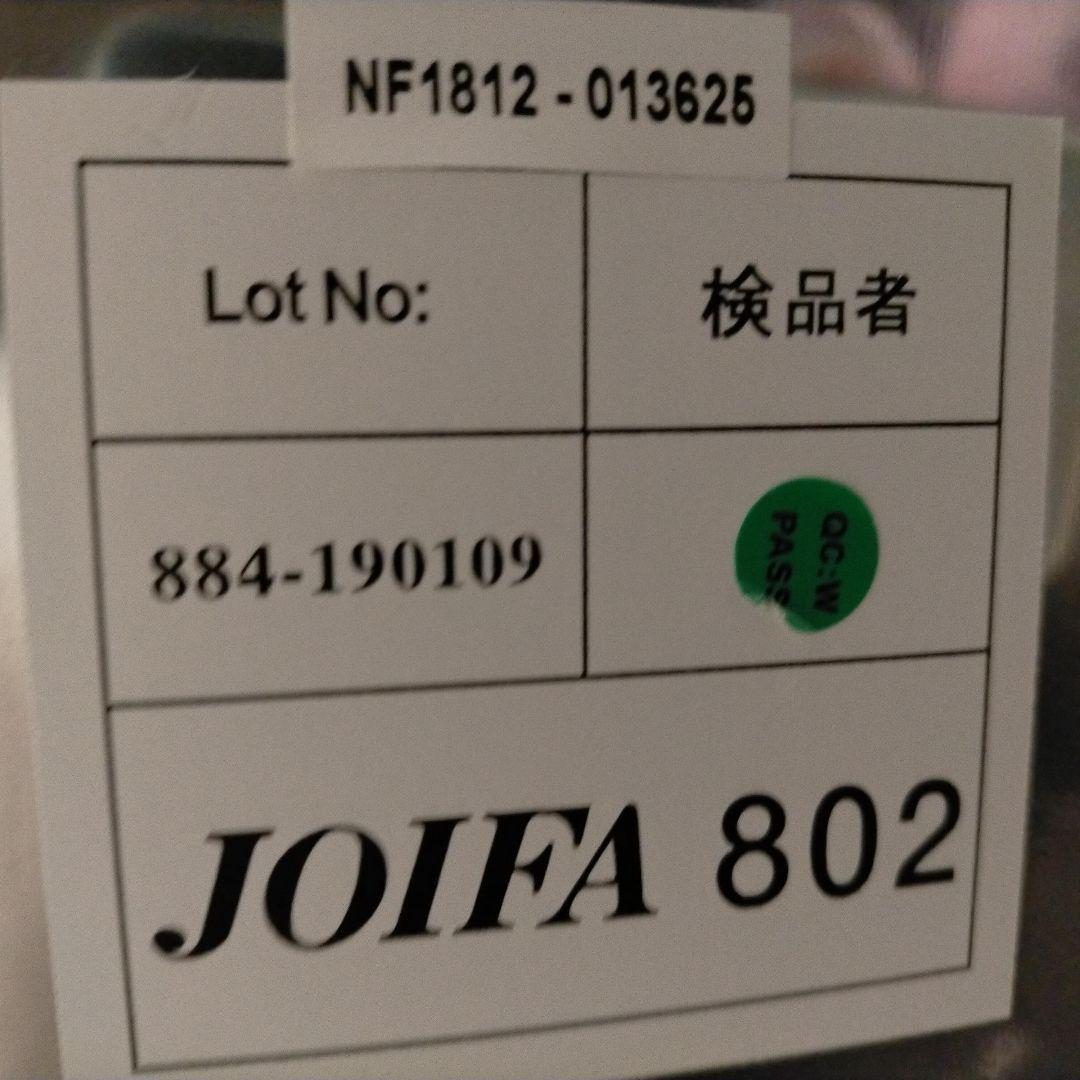 NF1812 - 013625
Lot No:
検品者
884-190109
QC:W
PASS
JOIFA 802